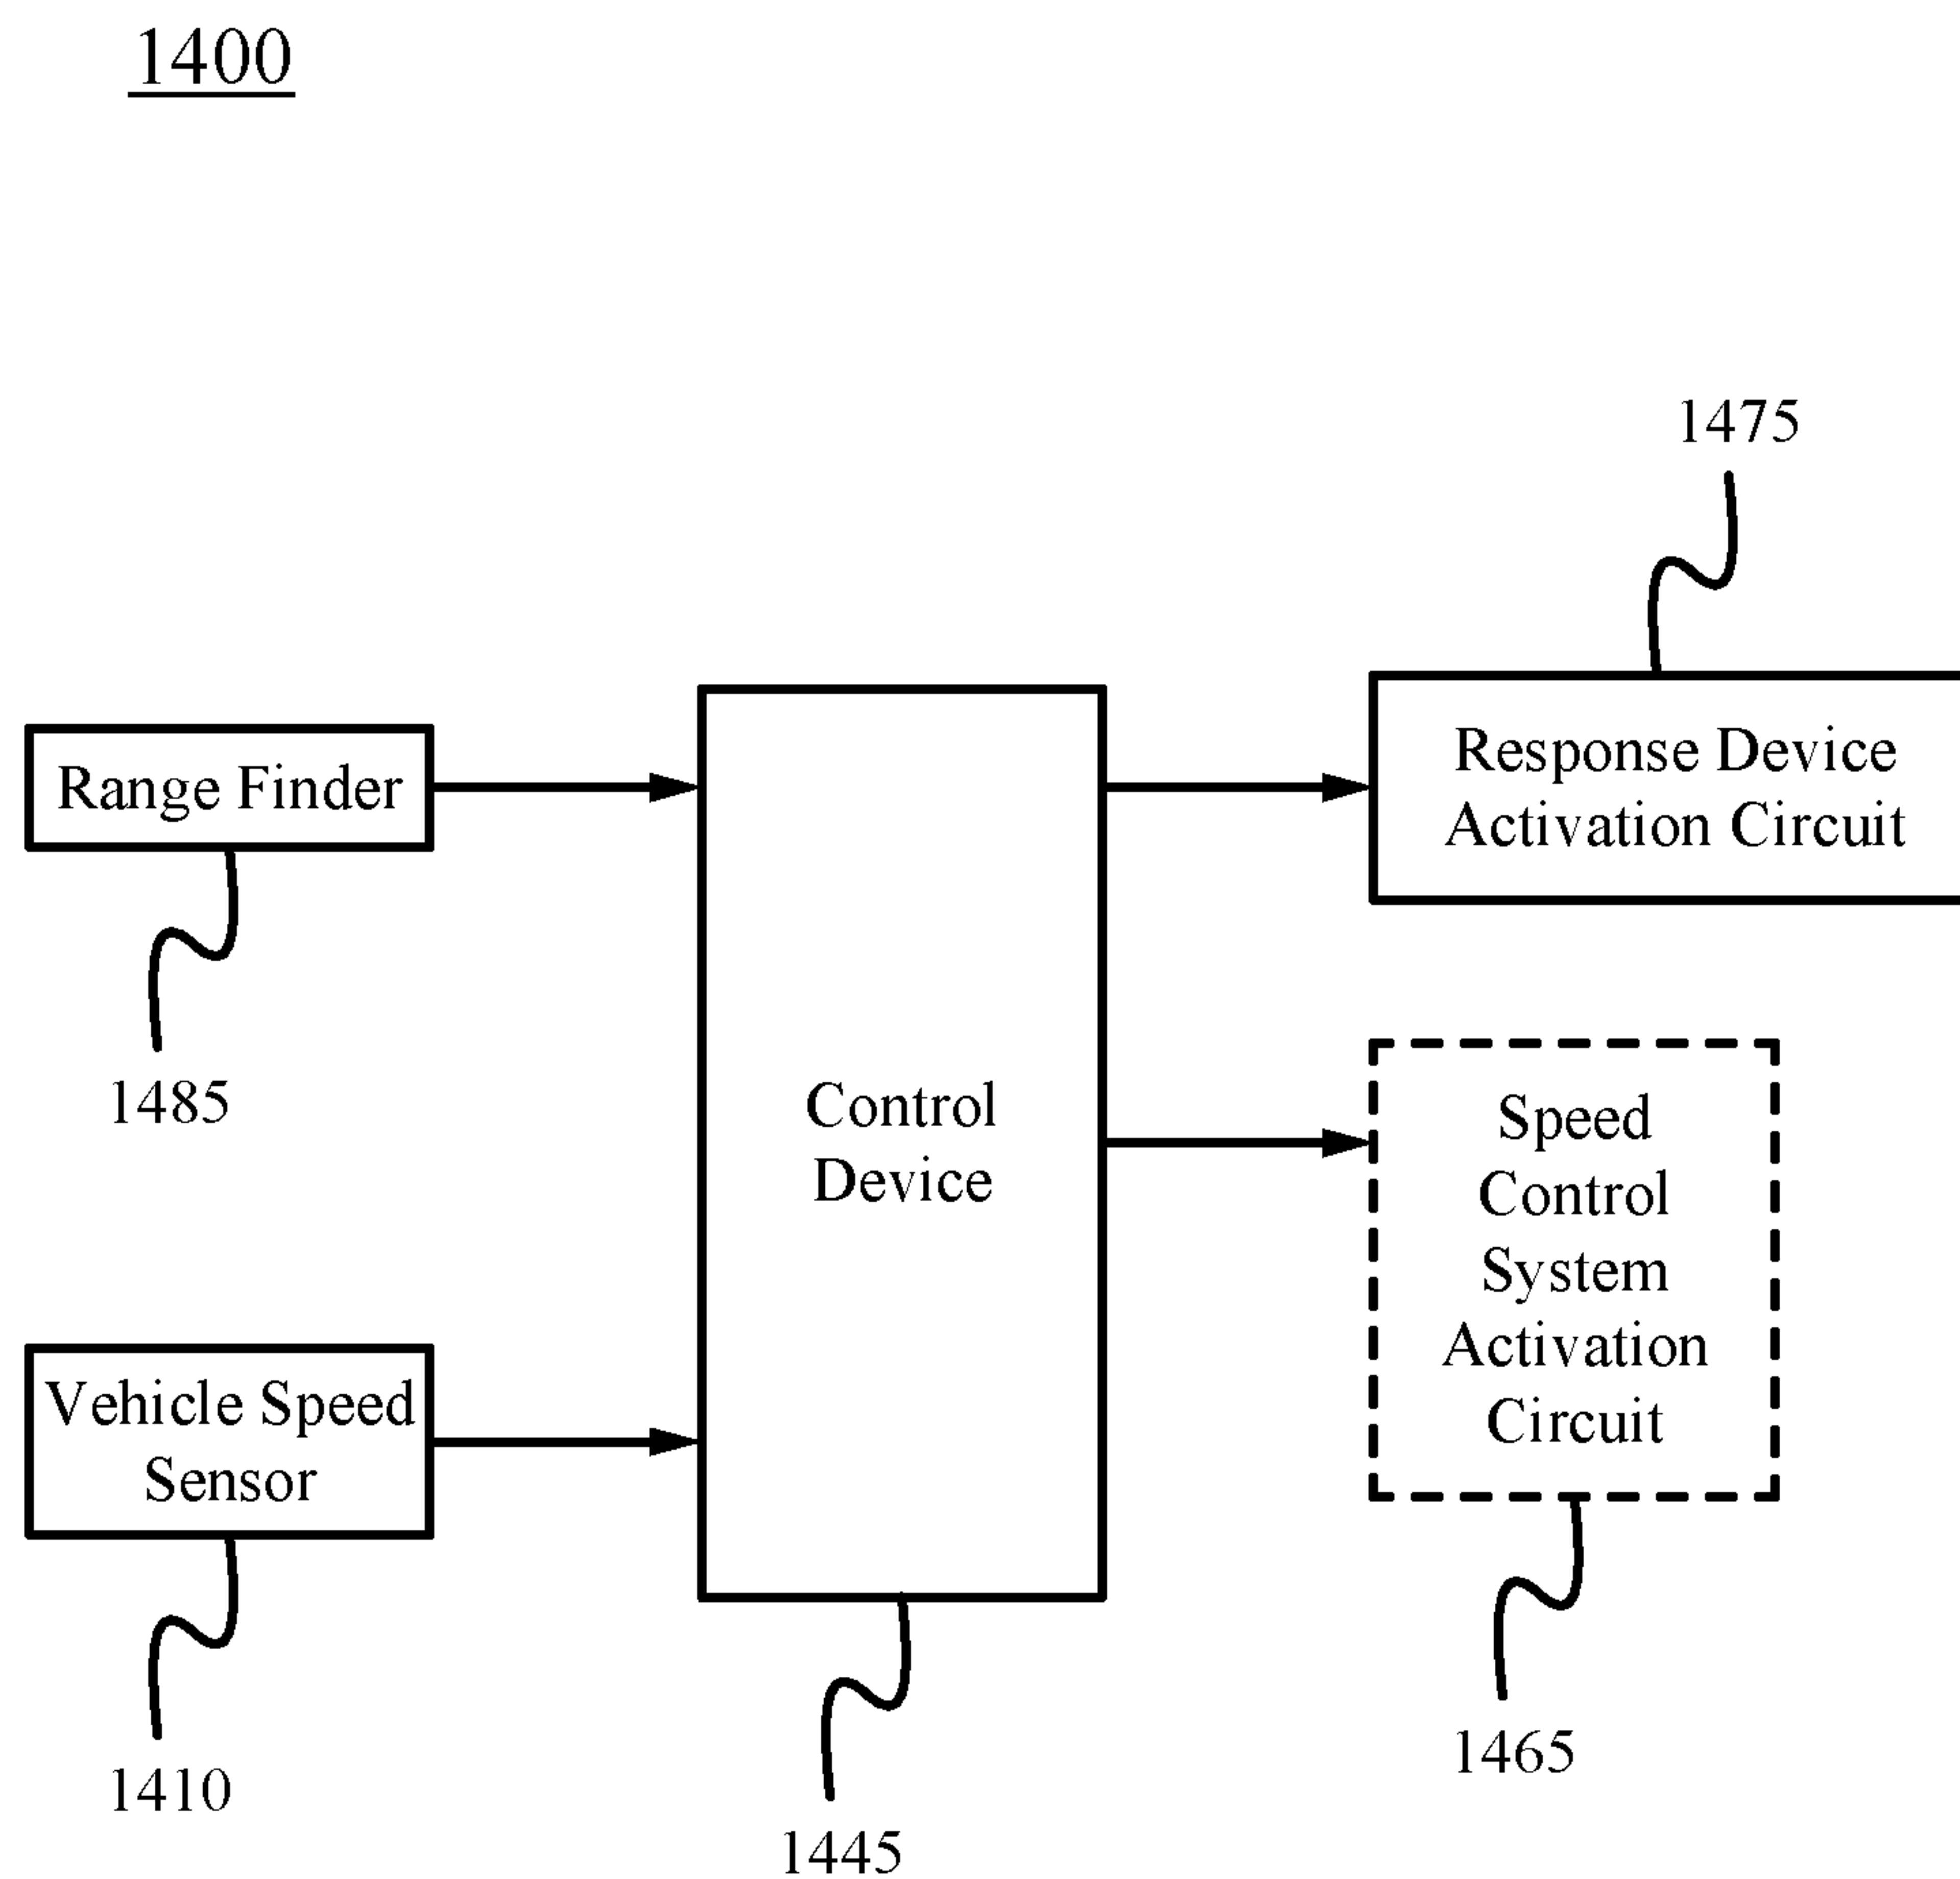 1400
1475
Range Finder
Response Device
Activation Circuit
1485
Control
Device
Speed
Control
System
Activation
Circuit
Vehicle Speed
Sensor
1410
1445
1465